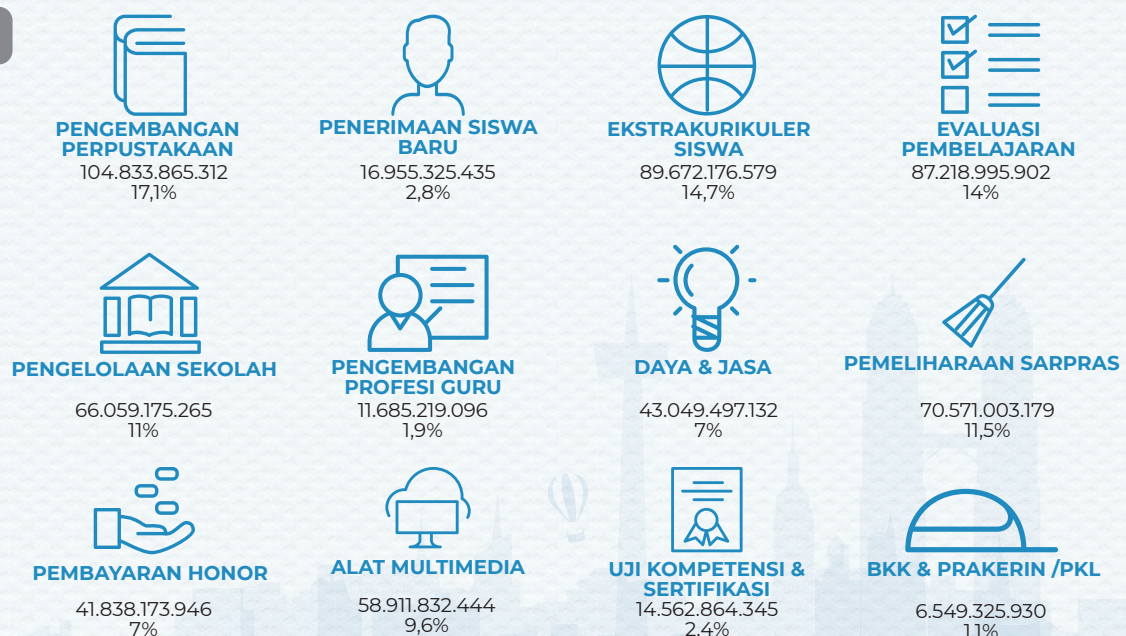 PENGEMBANGAN
PERPUSTAKAAN
104.833.865.312
17,1%
PENERIMAAN SISWA
BARU
16.955.325.435
2,8%
EKSTRAKURIKULER
SISWA
89.672.176.579
14,7%
EVALUASI
PEMBELAJARAN
87.218.995.902
14%
PENGELOLAAN SEKOLAH
66.059.175.265
11%
PENGEMBANGAN
PROFESI GURU
11.685.219.096
1,9%
DAYA & JASA
43.049.497.132
7%
PEMELIHARAAN SARPRAS
70.571.003.179
11,5%
PEMBAYARAN HONOR
41.838.173.946
7%
ALAT MULTIMEDIA
58.911.832.444
9,6%
UJI KOMPETENSI &
SERTIFIKASI
14.562.864.345
2,4%
BKK & PRAKERIN /PKL
6.549.325.930
1,1%